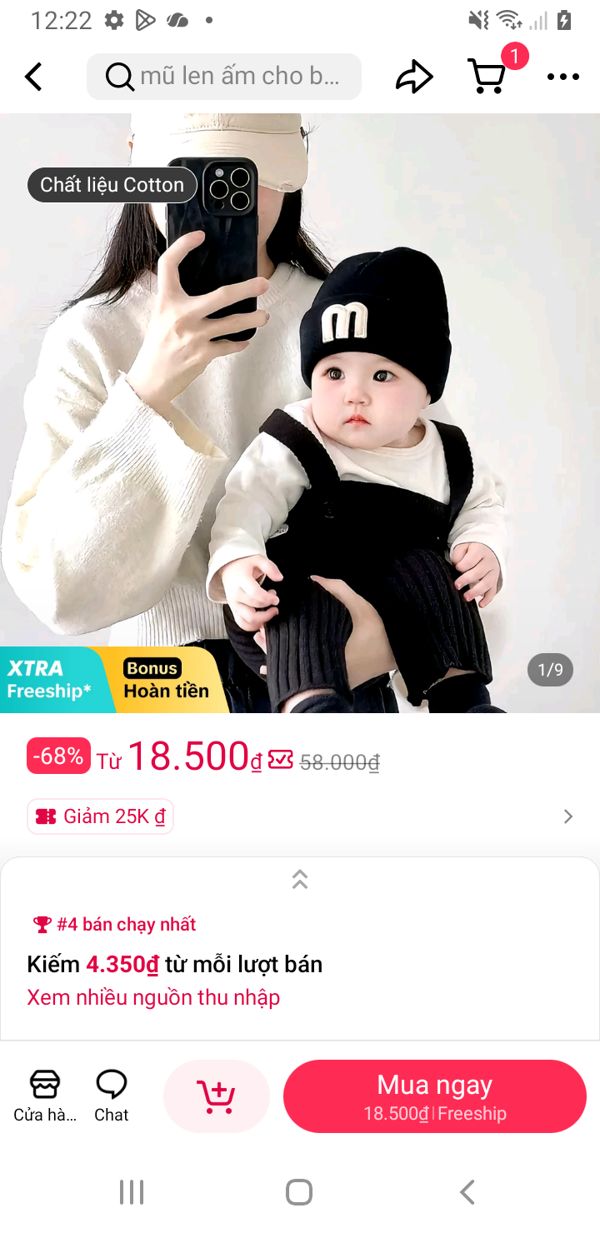 12:22
mũ len ấm cho b...
1
Chất liệu Cotton
m
XTRA
Freeship*
Bonus
Hoàn tiền
1/9
-68% Từ 18.500₫ 58.000₫
Giảm 25K ₫
#4 bán chạy nhất
Kiếm 4.350₫ từ mỗi lượt bán
Xem nhiều nguồn thu nhập
Cửa hà...
Chat
Mua ngay
18.500₫ | Freeship